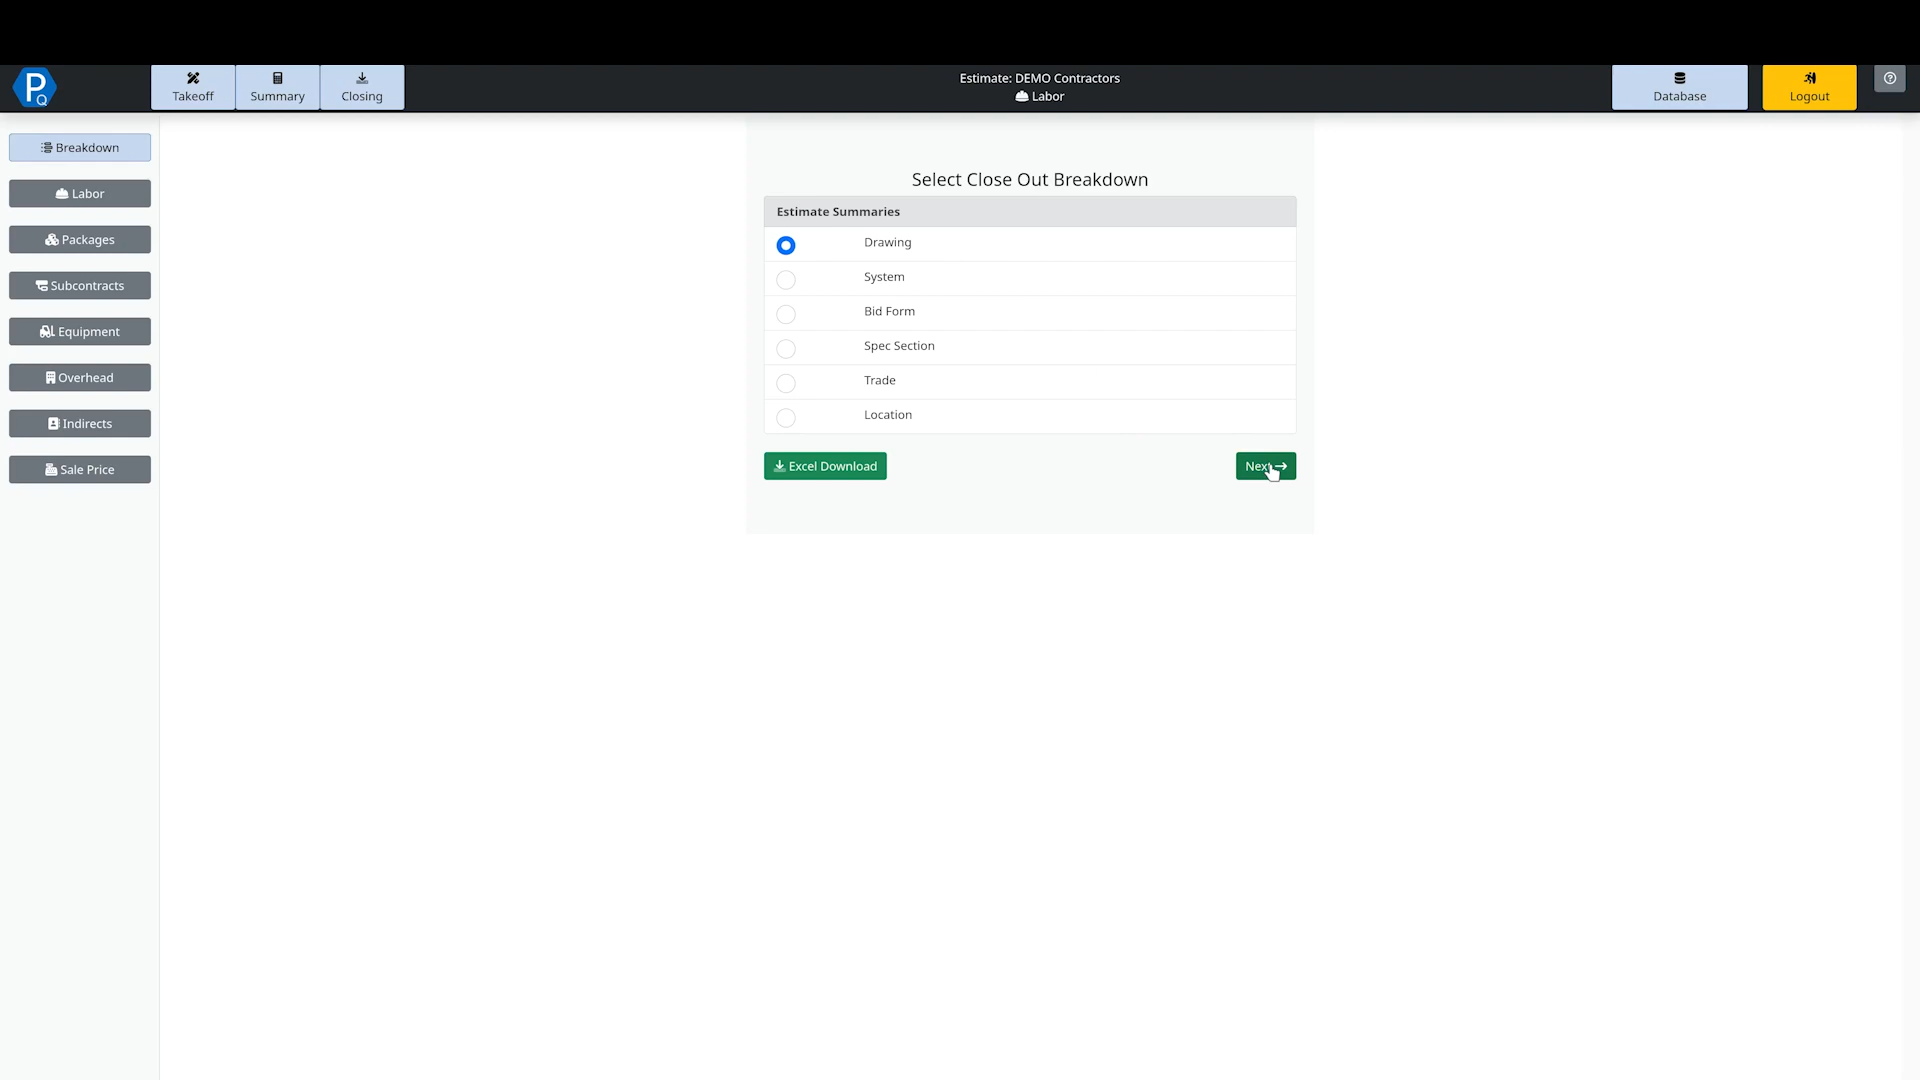 PQ
Takeoff
Summary
Closing
Estimate: DEMO Contractors
Labor
Database
Logout
Breakdown
Labor
Packages
Subcontracts
Equipment
Overhead
Indirects
Sale Price
Select Close Out Breakdown
Estimate Summaries
Drawing
System
Bid Form
Spec Section
Trade
Location
Excel Download
Next